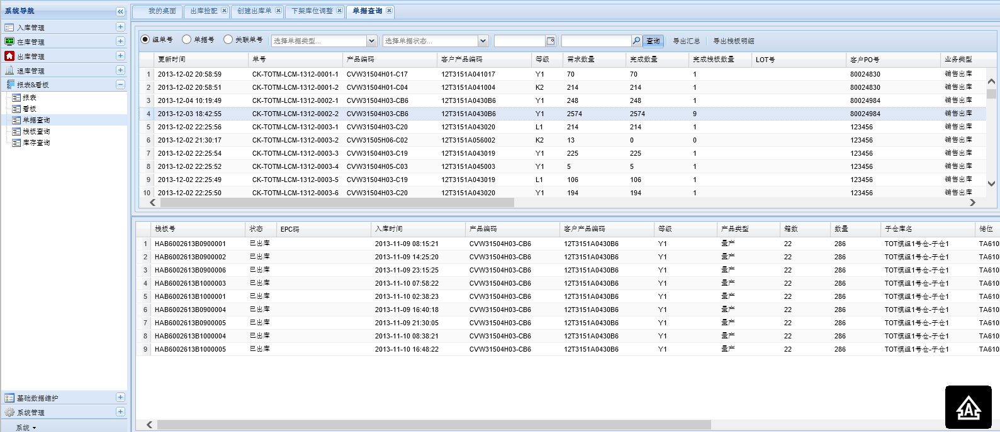 系统导航
入库管理
在库管理
出库管理
退库管理
报表&看板
报表
看板
单据查询
栈板查询
库存查询
基础数据维护
系统管理
系统
我的桌面 出库捡配 创建出库单 下架库位调整 单据查询
组单号 单据号 关联单号 选择单据类型... 选择单据状态... 查询 导出汇总 导出栈板明细
更新时间 单号 产品编码 客户产品编码 等级 需求数量 完成数量 完成栈板数量 LOT号 客户PO号 业务类型
1 2013-12-02 20:58:59 CK-TOTM-LCM-1312-0001-1 CVW31504H01-C17 12T3151A041017 Y1 70 70 1 80024830 销售出库
2 2013-12-02 20:58:51 CK-TOTM-LCM-1312-0001-2 CVW31504H01-C04 12T3151A041004 K2 214 214 1 80024830 销售出库
3 2013-12-04 10:19:49 CK-TOTM-LCM-1312-0002-1 CVW31504H03-CB6 12T3151A0430B6 Y1 248 248 1 80024984 销售出库
4 2013-12-03 18:42:55 CK-TOTM-LCM-1312-0002-2 CVW31504H03-CB6 12T3151A0430B6 Y1 2574 2574 9 80024984 销售出库
5 2013-12-02 22:25:56 CK-TOTM-LCM-1312-0003-1 CVW31504H03-C20 12T3151A043020 L1 214 214 1 123456 销售出库
6 2013-12-02 21:30:17 CK-TOTM-LCM-1312-0003-2 CVW31505H06-C02 12T3151A056002 K2 13 0 0 123456 销售出库
7 2013-12-02 22:25:54 CK-TOTM-LCM-1312-0003-3 CVW31504H03-C19 12T3151A043019 Y1 225 225 1 123456 销售出库
8 2013-12-02 22:25:52 CK-TOTM-LCM-1312-0003-4 CVW31504H05-C03 12T3151A045003 Y1 5 5 1 123456 销售出库
9 2013-12-02 22:25:49 CK-TOTM-LCM-1312-0003-5 CVW31504H03-C19 12T3151A043019 L1 106 106 1 123456 销售出库
10 2013-12-02 22:25:50 CK-TOTM-LCM-1312-0003-6 CVW31504H03-C20 12T3151A043020 Y1 194 194 1 123456 销售出库
栈板号 状态 EPC码 入库时间 产品编码 客户产品编码 等级 产品类型 箱数 数量 子仓库名 储位
1 HAB6002613B0900001 已出库 2013-11-09 08:15:21 CVW31504H03-CB6 12T3151A0430B6 Y1 量产 22 286 TOT模组1号仓-子仓1 TA610
2 HAB6002613B0900002 已出库 2013-11-09 14:25:20 CVW31504H03-CB6 12T3151A0430B6 Y1 量产 22 286 TOT模组1号仓-子仓1 TA610
3 HAB6002613B0900006 已出库 2013-11-09 23:15:25 CVW31504H03-CB6 12T3151A0430B6 Y1 量产 22 286 TOT模组1号仓-子仓1 TA610
4 HAB6002613B1000003 已出库 2013-11-10 07:58:22 CVW31504H03-CB6 12T3151A0430B6 Y1 量产 22 286 TOT模组1号仓-子仓1 TA610
5 HAB6002613B1000001 已出库 2013-11-10 02:38:23 CVW31504H03-CB6 12T3151A0430B6 Y1 量产 22 286 TOT模组1号仓-子仓1 TA610
6 HAB6002613B0900004 已出库 2013-11-09 16:40:18 CVW31504H03-CB6 12T3151A0430B6 Y1 量产 22 286 TOT模组1号仓-子仓1 TA610
7 HAB6002613B0900005 已出库 2013-11-09 21:30:05 CVW31504H03-CB6 12T3151A0430B6 Y1 量产 22 286 TOT模组1号仓-子仓1 TA610
8 HAB6002613B1000004 已出库 2013-11-10 08:38:21 CVW31504H03-CB6 12T3151A0430B6 Y1 量产 22 286 TOT模组1号仓-子仓1 TA610
9 HAB6002613B1000005 已出库 2013-11-10 16:48:22 CVW31504H03-CB6 12T3151A0430B6 Y1 量产 22 286 TOT模组1号仓-子仓1 TA610
A